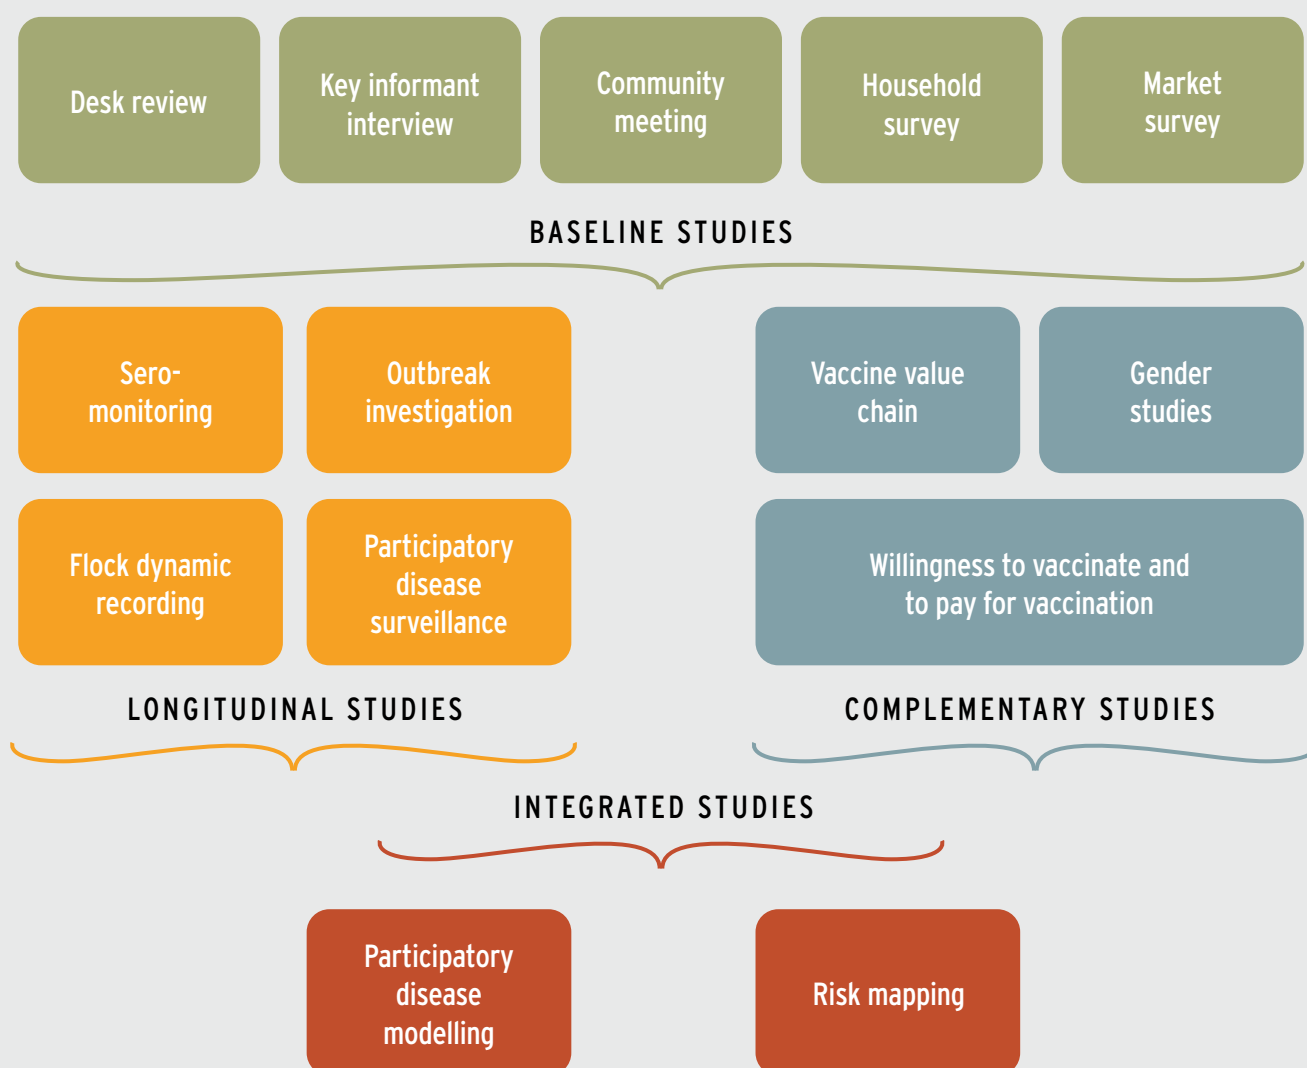 Desk review
Key informant
interview
Community
meeting
Household
survey
Market
survey
BASELINE STUDIES
Sero-
monitoring
Outbreak
investigation
Vaccine value
chain
Gender
studies
Flock dynamic
recording
Participatory
disease
surveillance
Willingness to vaccinate and
to pay for vaccination
LONGITUDINAL STUDIES
COMPLEMENTARY STUDIES
INTEGRATED STUDIES
Participatory
disease
modelling
Risk mapping